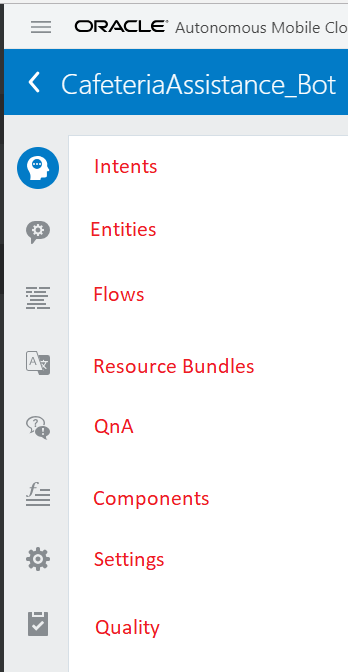 ORACLE® Autonomous Mobile Clo
CafeteriaAssistance_Bot
Intents
Entities
Flows
Resource Bundles
QnA
Components
Settings
Quality